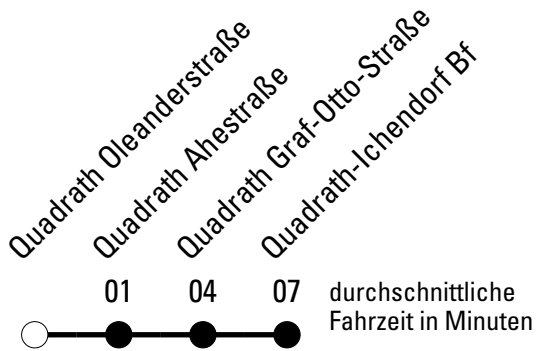 Quadrath Oleanderstraße
Quadrath Ahestraße
Quadrath Graf-Otto-Straße
Quadrath-Ichendorf Bf
01 04 07 durchschnittliche
Fahrzeit in Minuten